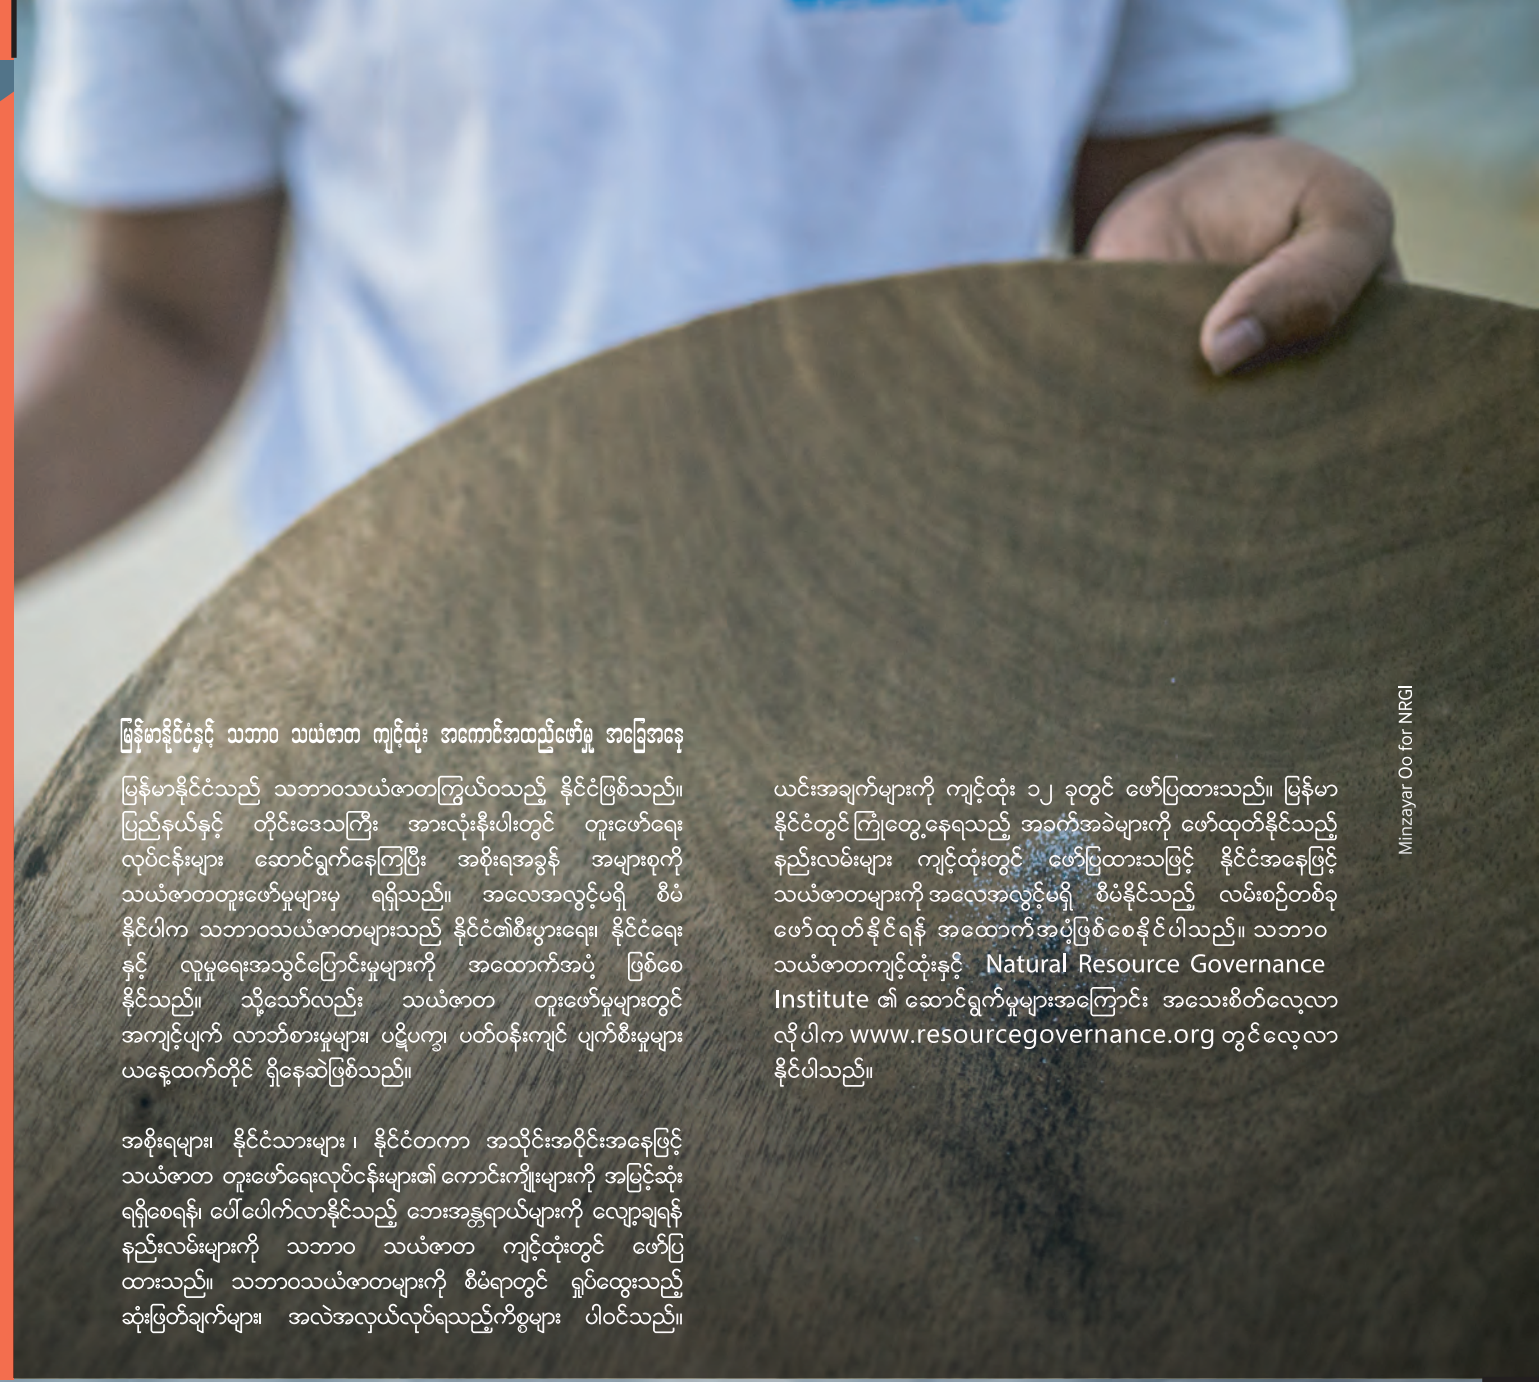 မြန်မာနိုင်ငံနှင့် သဘာဝ သယံဇာတ ကျင့်ထုံး အကောင်အထည်ဖော်မှု အခြေအနေ
မြန်မာနိုင်ငံသည် သဘာဝသယံဇာတကြွယ်ဝသည့် နိုင်ငံဖြစ်သည်။
ပြည်နယ်နှင့် တိုင်းဒေသကြီး အားလုံးနီးပါးတွင် တူးဖော်ရေး
လုပ်ငန်းများ ဆောင်ရွက်နေကြပြီး အစိုးရအခွန် အများစုကို
သယံဇာတတူးဖော်မှုများမှ ရရှိသည်။ အလေအလွင့်မရှိ စီမံ
နိုင်ပါက သဘာဝသယံဇာတများသည် နိုင်ငံ၏စီးပွားရေး၊ နိုင်ငံရေး
နှင့် လူမှုရေးအသွင်ပြောင်းမှုများကို အထောက်အပံ့ ဖြစ်စေ
နိုင်သည်။ သို့သော်လည်း သယံဇာတ တူးဖော်မှုများတွင်
အကျင့်ပျက် လာဘ်စားမှုများ၊ ပဋိပက္ခ၊ ပတ်ဝန်းကျင် ပျက်စီးမှုများ
ယနေ့ထက်တိုင် ရှိနေဆဲဖြစ်သည်။
အစိုးရများ၊ နိုင်ငံသားများ ၊ နိုင်ငံတကာ အသိုင်းအဝိုင်းအနေဖြင့်
သယံဇာတ တူးဖော်ရေးလုပ်ငန်းများ၏ ကောင်းကျိုးများကို အမြင့်ဆုံး
ရရှိစေရန်၊ ပေါ်ပေါက်လာနိုင်သည့် ဘေးအန္တရာယ်များကို လျော့ချရန်
နည်းလမ်းများကို သဘာဝ သယံဇာတ ကျင့်ထုံးတွင် ဖော်ပြ
ထားသည်။ သဘာဝသယံဇာတများကို စီမံရာတွင် ရှုပ်ထွေးသည့်
ဆုံးဖြတ်ချက်များ၊ အလဲအလှယ်လုပ်ရသည့်ကိစ္စများ ပါဝင်သည်။
ယင်းအချက်များကို ကျင့်ထုံး ၁၂ ခုတွင် ဖော်ပြထားသည်။ မြန်မာ
နိုင်ငံတွင် ကြုံတွေ့နေရသည့် အခက်အခဲများကို ဖော်ထုတ်နိုင်သည့်
နည်းလမ်းများ ကျင့်ထုံးတွင် ဖော်ပြထားသဖြင့် နိုင်ငံအနေဖြင့်
သယံဇာတများကို အလေအလွင့်မရှိ စီမံနိုင်သည့် လမ်းစဉ်တစ်ခု
ဖော်ထုတ်နိုင်ရန် အထောက်အပံ့ဖြစ်စေနိုင်ပါသည်။ သဘာဝ
သယံဇာတကျင့်ထုံးနှင့် Natural Resource Governance
Institute ၏ ဆောင်ရွက်မှုများအကြောင်း အသေးစိတ်လေ့လာ
လိုပါက www.resourcegovernance.org တွင်လေ့လာ
နိုင်ပါသည်။
Minzayar Oo for NRGI